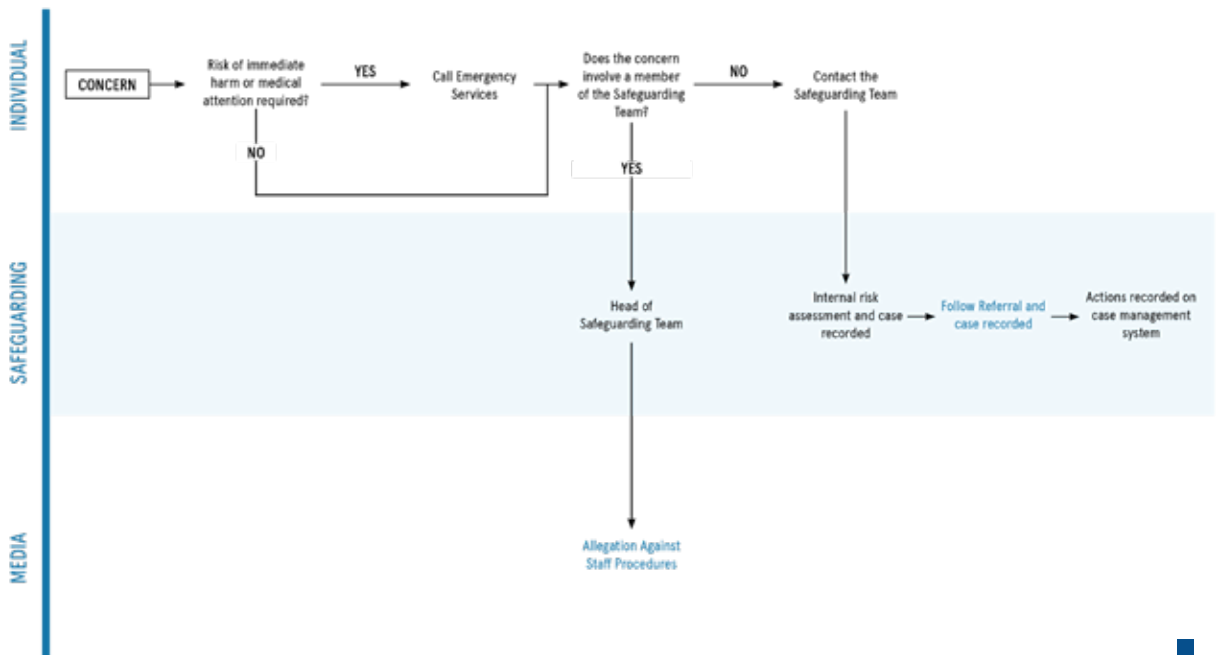 INDIVIDUAL
CONCERN
Risk of immediate
harm or medical
attention required?
YES
NO
Call Emergency
Services
Does the concern
involve a member
of the Safeguarding
Team?
NO
YES
Contact the
Safeguarding Team
SAFEGUARDING
Head of
Safeguarding Team
Internal risk
assessment and case
recorded
Follow Referral and
case recorded
Actions recorded on
case management
system
MEDIA
Allegation Against
Staff Procedures